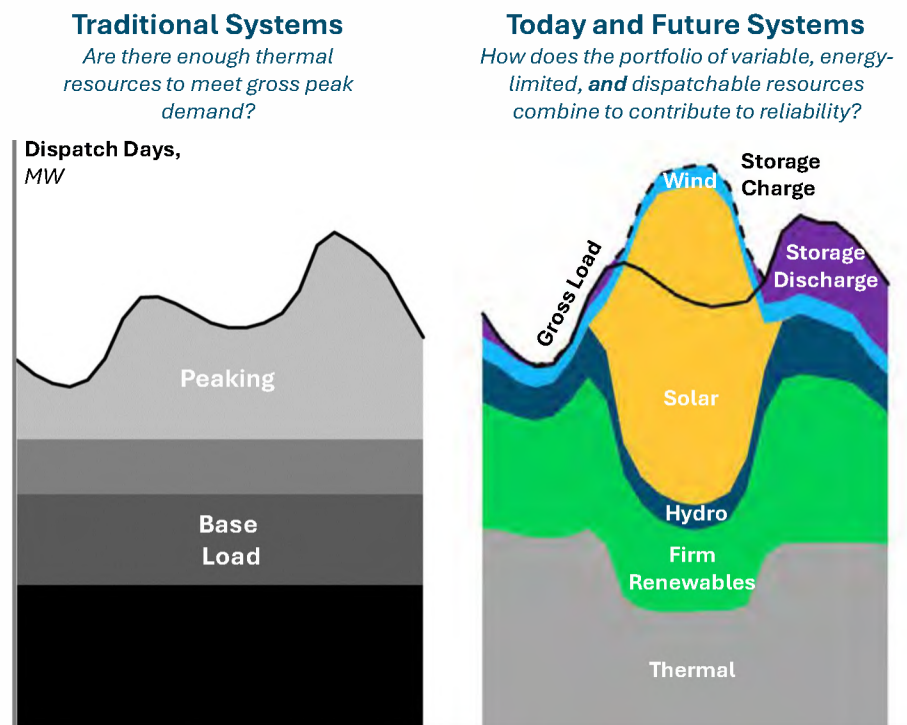 Traditional Systems
Are there enough thermal
resources to meet gross peak
demand?
Dispatch Days,
MW
Peaking
Base
Load
Today and Future Systems
How does the portfolio of variable, energy-
limited, and dispatchable resources
combine to contribute to reliability?
Storage
Charge
Wind
Gross Load
Storage
Discharge
Solar
Hydro
Firm
Renewables
Thermal